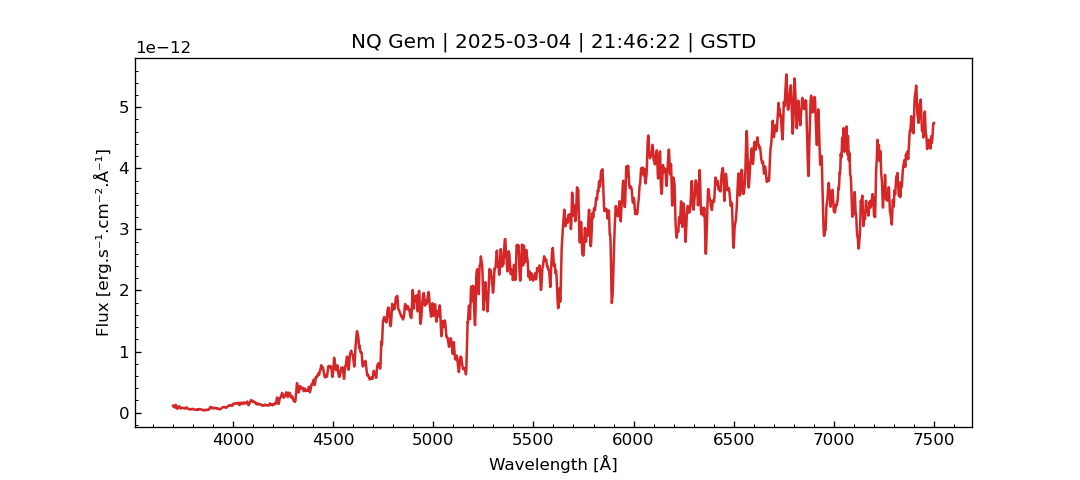 NQ Gem | 2025-03-04 | 21:46:22 | GSTD
1e−12
5
4
3
2
1
0
Flux [erg.s⁻¹.cm⁻².Å⁻¹]
4000 4500 5000 5500 6000 6500 7000 7500
Wavelength [Å]